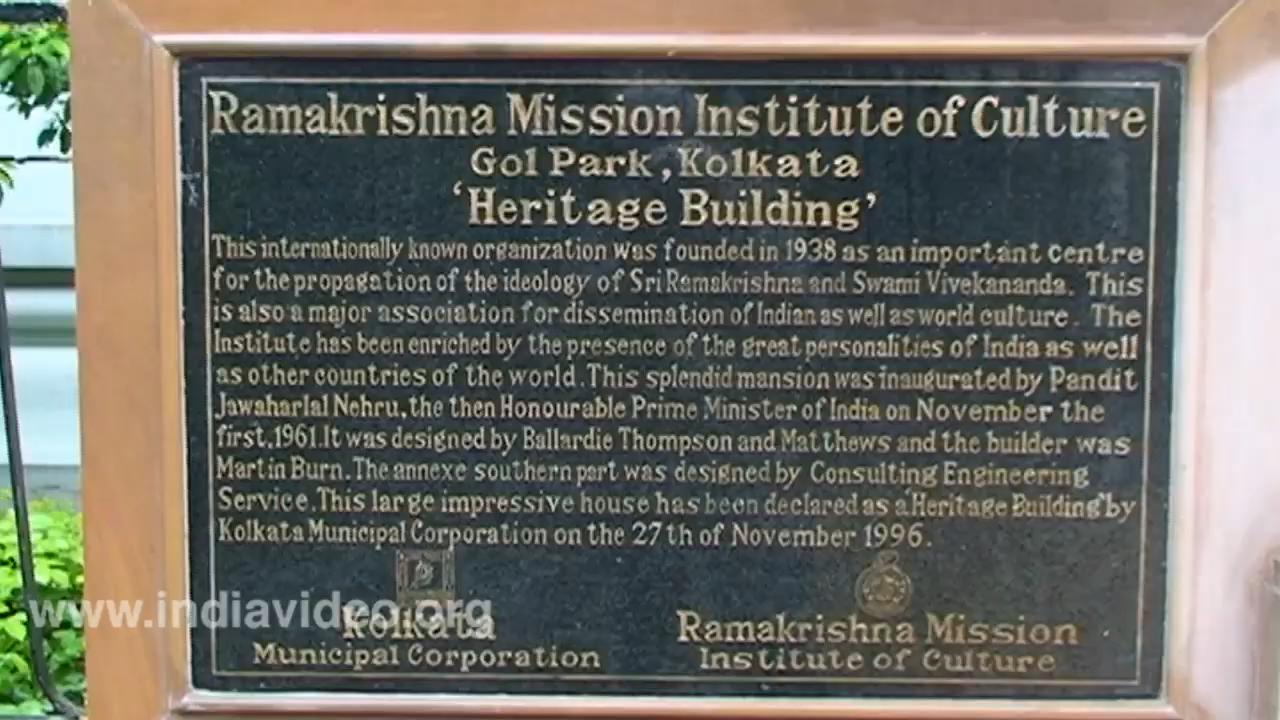 Ramakrishna Mission Institute of Culture
Gol Park, Kolkata
'Heritage Building'
This internationally known organization was founded in 1938 as an important centre
for the propagation of the ideology of Sri Ramakrishna and Swami Vivekananda. This
is also a major association for dissemination of Indian as well as world culture. The
Institute has been enriched by the presence of the great personalities of India as well
as other countries of the world. This splendid mansion was inaugurated by Pandit
Jawaharlal Nehru, the then Honourable Prime Minister of India on November the
first, 1961. It was designed by Ballardie Thompson and Matthews and the builder was
Martin Burn. The annexe southern part was designed by Consulting Engineering
Service. This large impressive house has been declared as a 'Heritage Building' by
Kolkata Municipal Corporation on the 27th of November 1996.
www.indiavideo.org
Kolkata
Municipal Corporation
Ramakrishna Mission
Institute of Culture